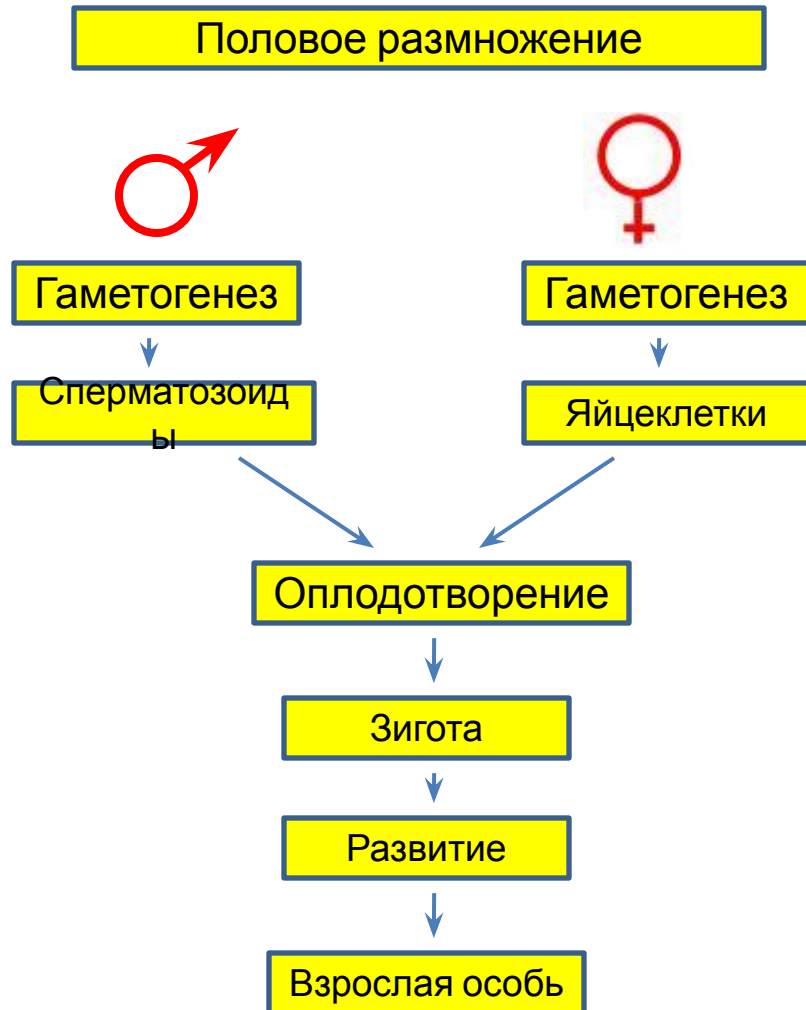 Половое размножение
Гаметогенез
Гаметогенез
Сперматозоид
ы
Яйцеклетки
Оплодотворение
Зигота
Развитие
Взрослая особь